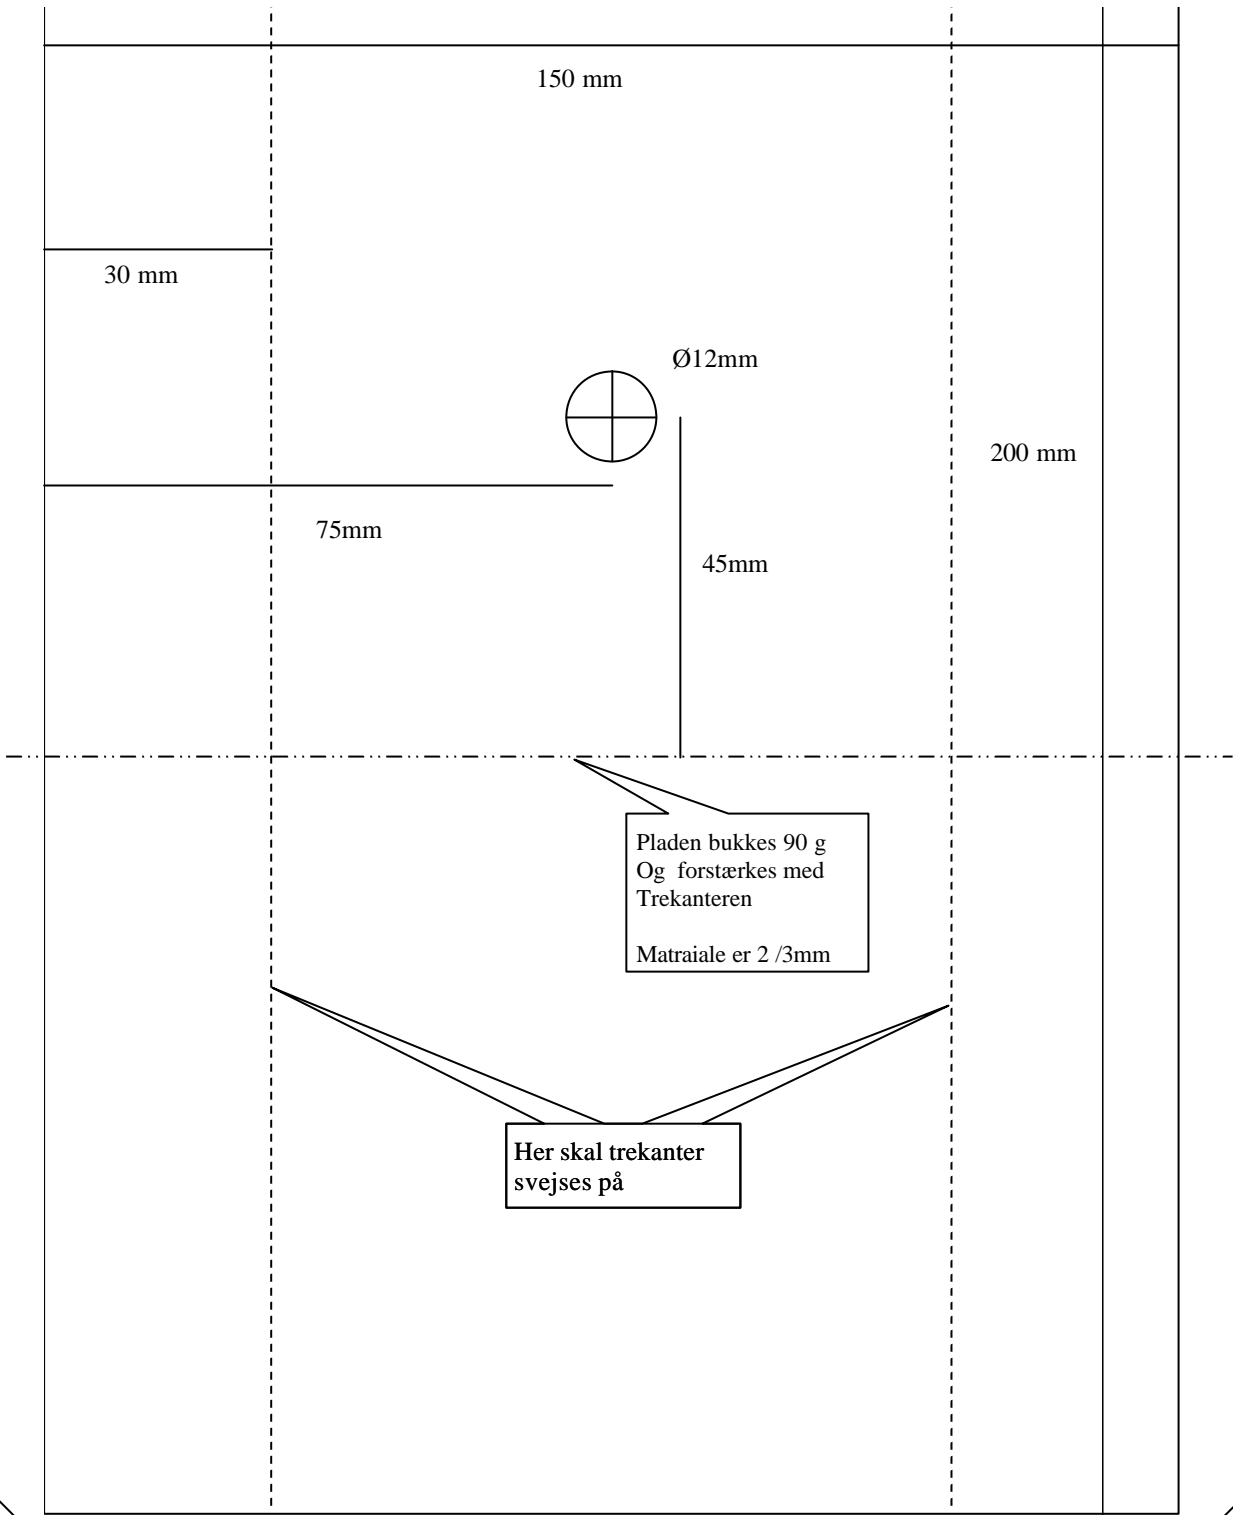 150 mm
30 mm
Ø12mm
200 mm
75mm
45mm
Pladen bukkes 90 g
Og forstærkes med
Trekanteren
Matraiale er 2 /3mm
Her skal trekanter
svejses på